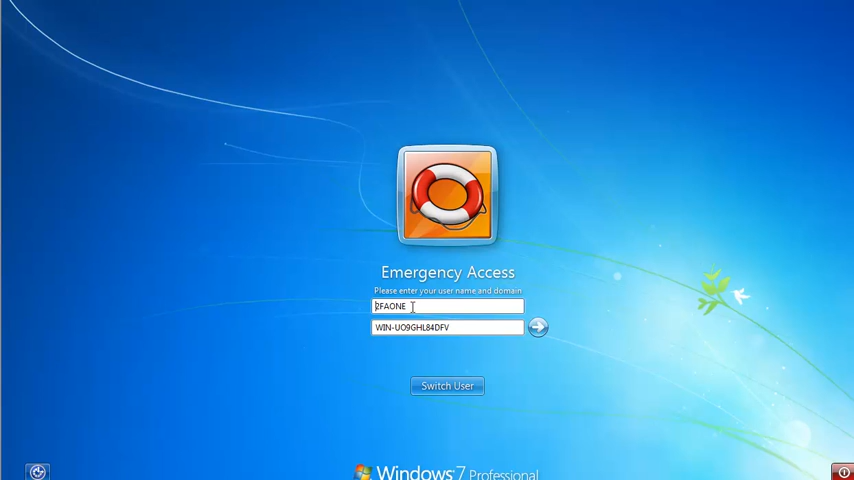 Emergency Access
Please enter your user name and domain
2FAONE
WIN-UO9GHL84DFV
Switch User
Windows 7 Professional